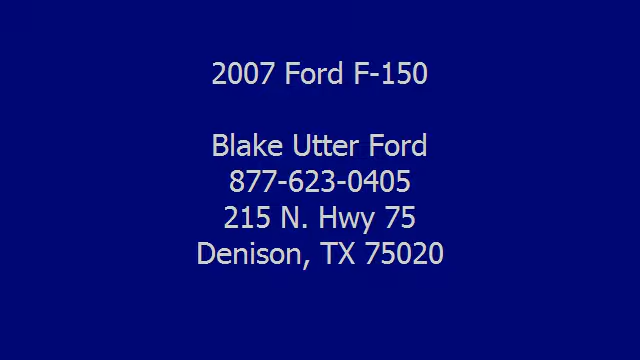 2007 Ford F-150
Blake Utter Ford
877-623-0405
215 N. Hwy 75
Denison, TX 75020